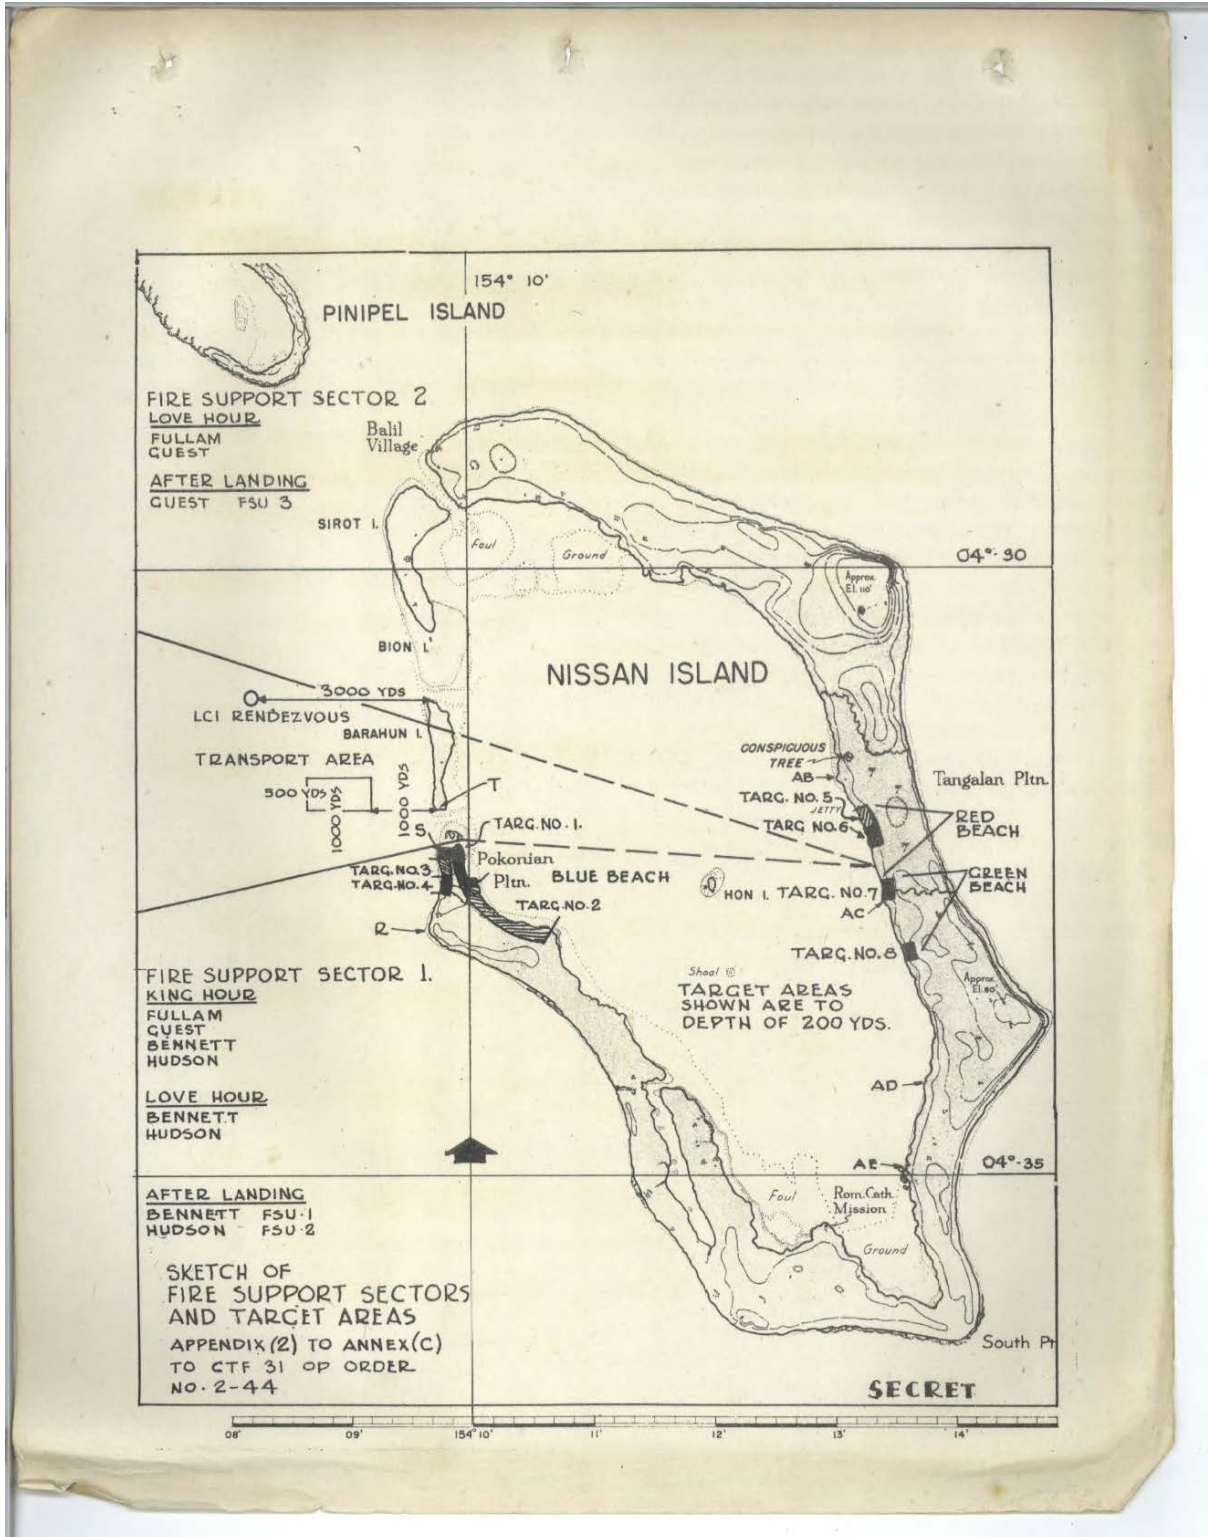 154° 10'
PINIPEL ISLAND
FIRE SUPPORT SECTOR 2
LOVE HOUR
FULLAM
GUEST
AFTER LANDING
GUEST FSU 3
Balil
Village
SIROT I.
Foul
Ground
04°-30
Approx.
El. 110'
BION I.
NISSAN ISLAND
3000 YDS
LCI RENDEZVOUS
BARAHUN I.
TRANSPORT AREA
500 YDS
1000 YDS
1000 YDS
T
S
CONSPIGUOUS
TREE
AB
Tangalan Pltn.
TARG. NO. 5
JETTY
TARG NO. 6
RED
BEACH
TARG. NO. 1.
Pokonian
Pltn.
BLUE BEACH
TARG. NO. 3
TARG. NO. 4
TARG. NO. 2
R
HON I.
TARG. NO. 7
AC
GREEN
BEACH
TARG. NO. 8
Shoal
TARGET AREAS
SHOWN ARE TO
DEPTH OF 200 YDS.
Approx.
El. 80'
FIRE SUPPORT SECTOR 1.
KING HOUR
FULLAM
GUEST
BENNETT
HUDSON
LOVE HOUR
BENNETT
HUDSON
AD
AE
04°-35
AFTER LANDING
BENNETT FSU-1
HUDSON FSU-2
Foul
Rom. Cath.
Mission
Ground
SKETCH OF
FIRE SUPPORT SECTORS
AND TARGET AREAS
APPENDIX (2) TO ANNEX (C)
TO CTF 31 OP ORDER
NO. 2-44
South Pt
SECRET
08' 09' 154° 10' 11' 12' 13' 14'